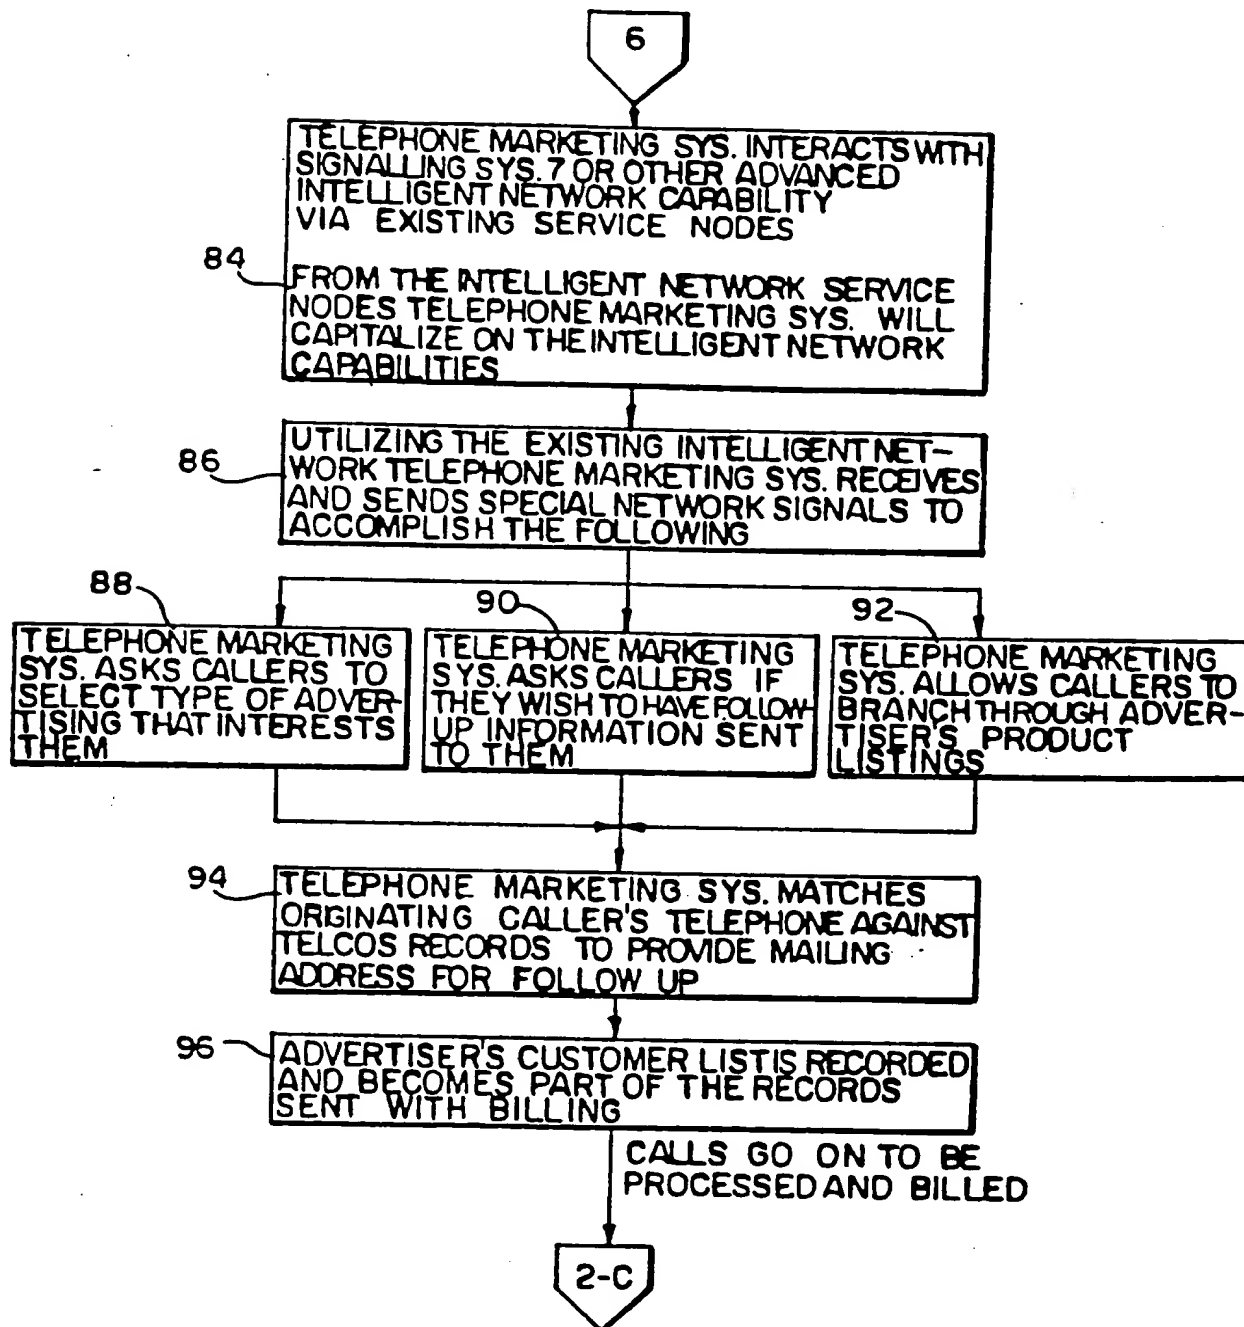 6
TELEPHONE MARKETING SYS. INTERACTS WITH
SIGNALLING SYS. 7 OR OTHER ADVANCED
INTELLIGENT NETWORK CAPABILITY
VIA EXISTING SERVICE NODES
84
FROM THE INTELLIGENT NETWORK SERVICE
NODES TELEPHONE MARKETING SYS. WILL
CAPITALIZE ON THE INTELLIGENT NETWORK
CAPABILITIES
86
UTILIZING THE EXISTING INTELLIGENT NET-
WORK TELEPHONE MARKETING SYS. RECEIVES
AND SENDS SPECIAL NETWORK SIGNALS TO
ACCOMPLISH THE FOLLOWING
88
TELEPHONE MARKETING
SYS. ASKS CALLERS TO
SELECT TYPE OF ADVER-
TISING THAT INTERESTS
THEM
90
TELEPHONE MARKETING
SYS. ASKS CALLERS IF
THEY WISH TO HAVE FOLLOW-
UP INFORMATION SENT
TO THEM
92
TELEPHONE MARKETING
SYS. ALLOWS CALLERS TO
BRANCH THROUGH ADVER-
TISER'S PRODUCT
LISTINGS
94
TELEPHONE MARKETING SYS. MATCHES
ORIGINATING CALLER'S TELEPHONE AGAINST
TELCOS RECORDS TO PROVIDE MAILING
ADDRESS FOR FOLLOW UP
96
ADVERTISER'S CUSTOMER LIST IS RECORDED
AND BECOMES PART OF THE RECORDS
SENT WITH BILLING
CALLS GO ON TO BE
PROCESSED AND BILLED
2-C